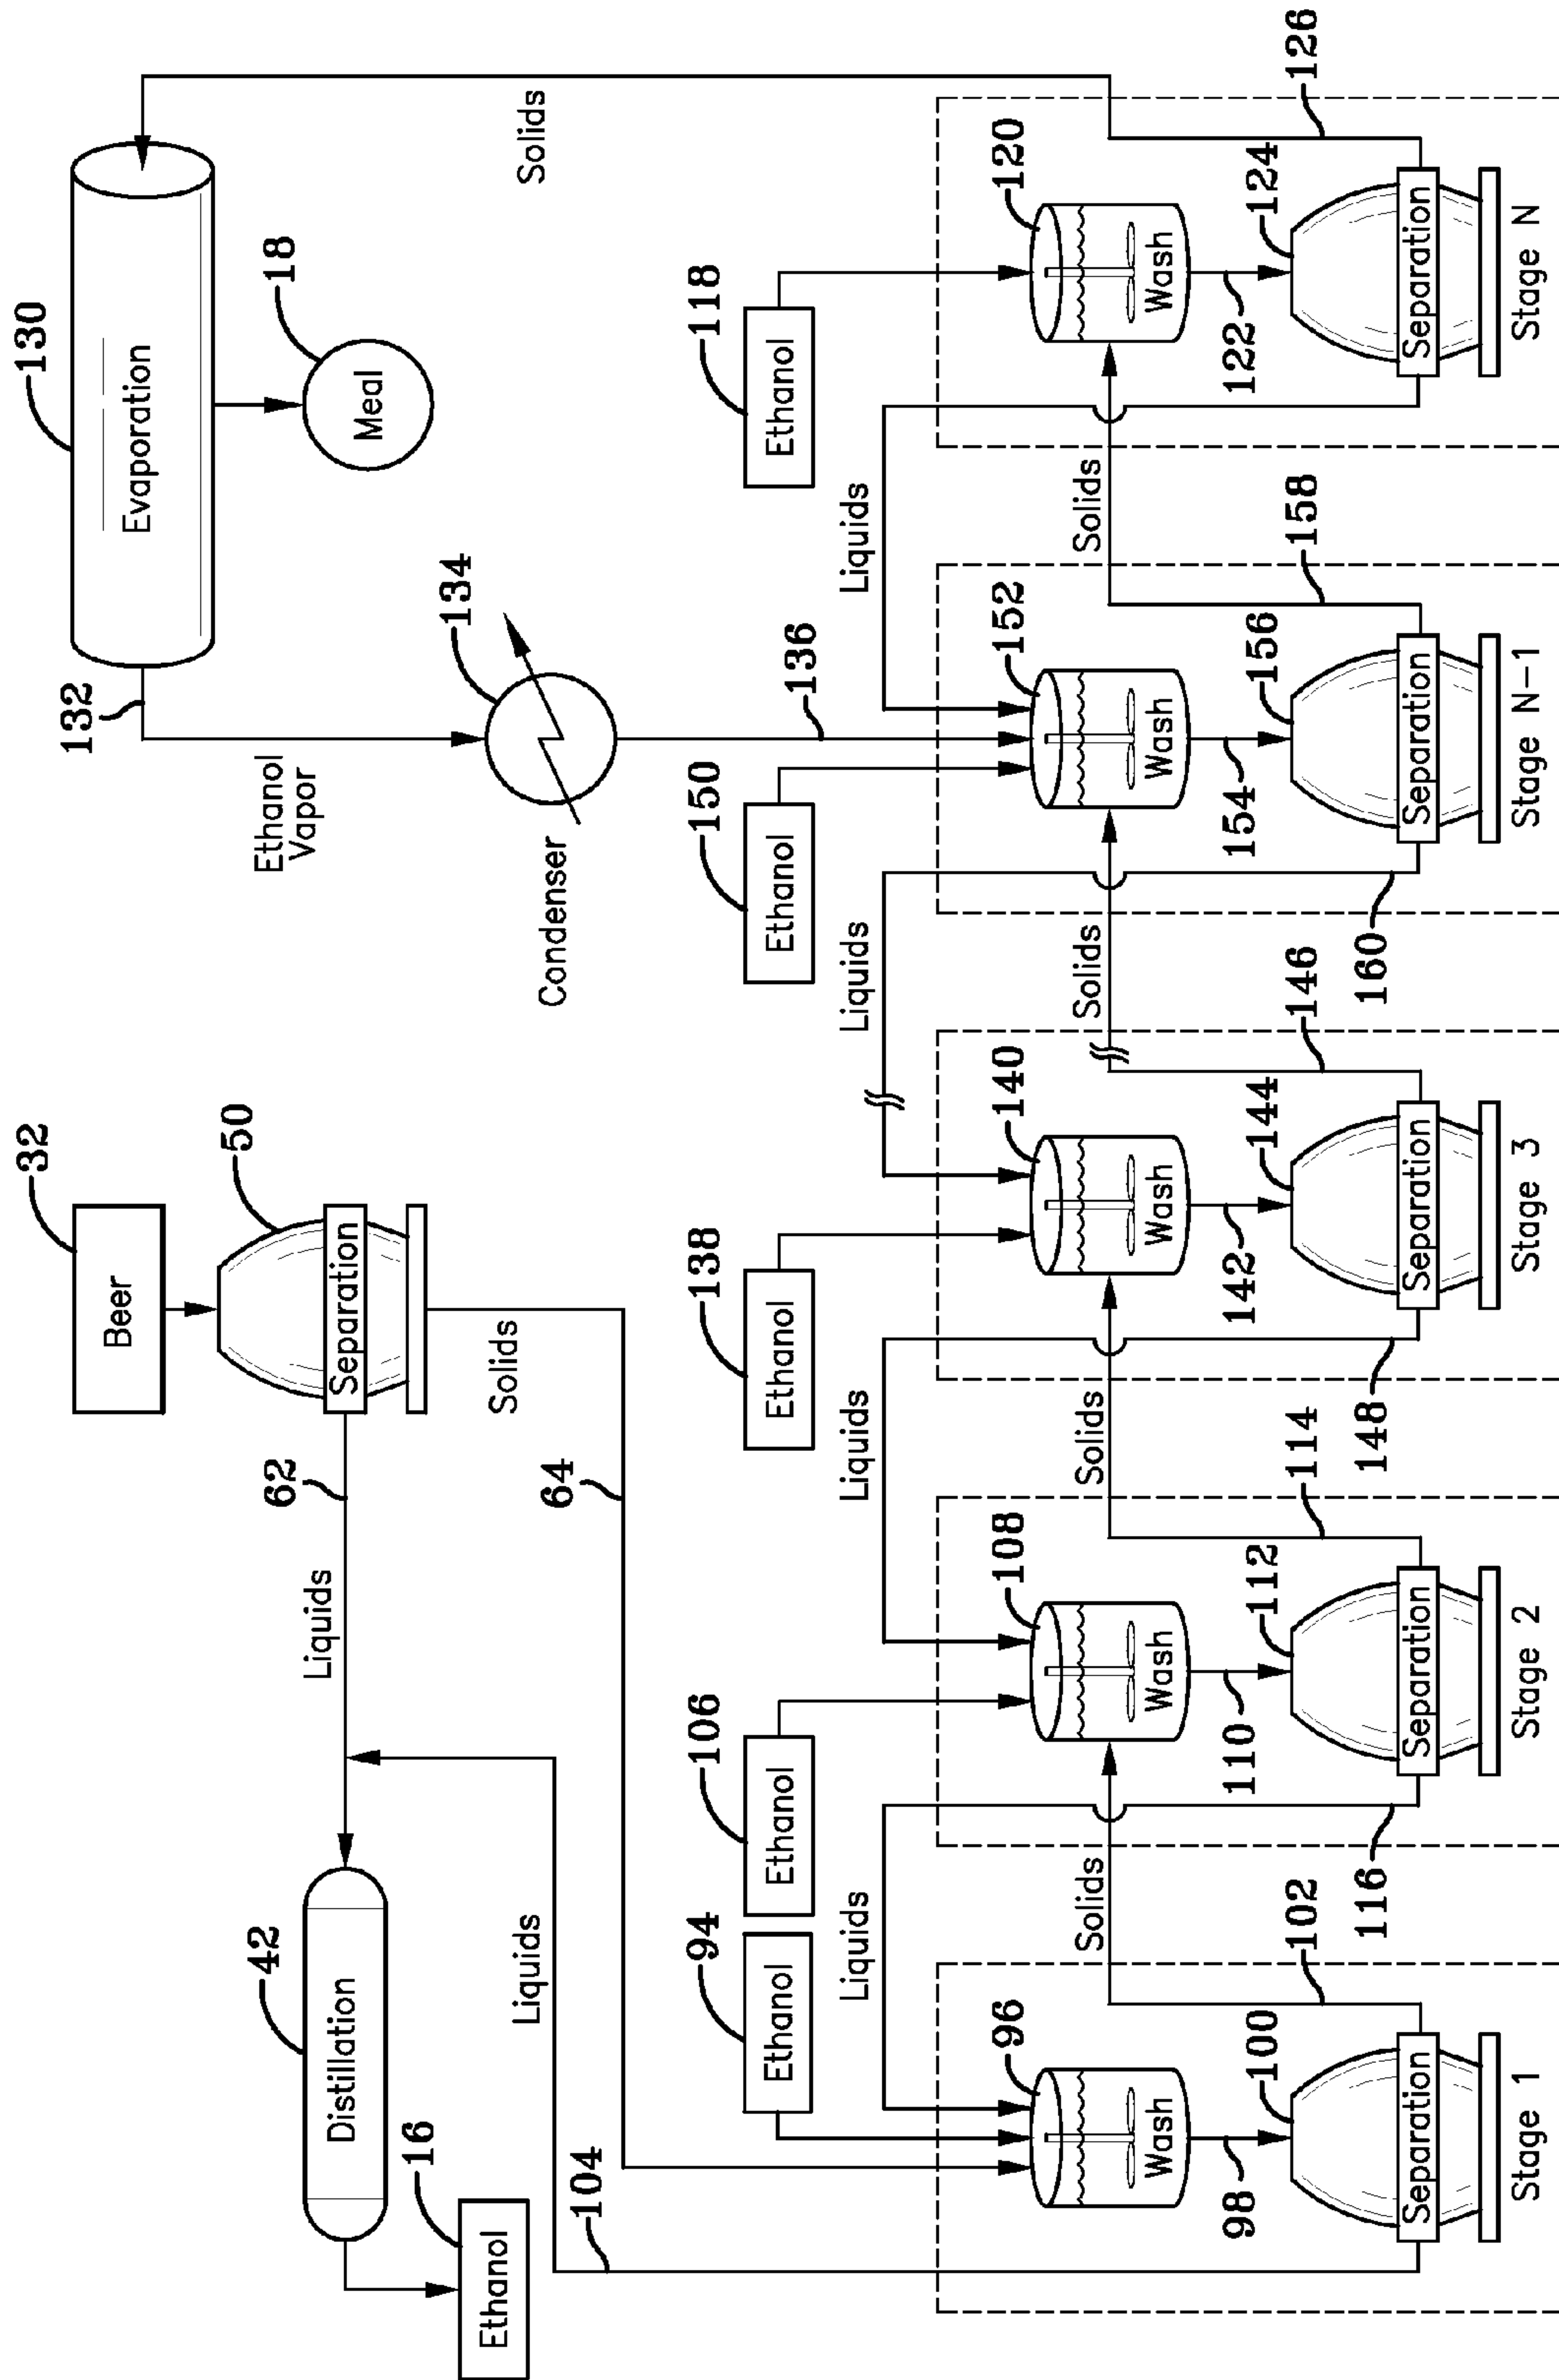 32
Beer
50
Separation
62
Liquids
Solids
64
42
Distillation
16
Ethanol
Liquids
104
130
Evaporation
18
Meal
132
Ethanol
Vapor
134
Condenser
136
Solids
94
Ethanol
106
Ethanol
138
Ethanol
150
Ethanol
118
Ethanol
Liquids
Liquids
Liquids
Liquids
96
Wash
98
100
Separation
102
Stage 1
Solids
108
Wash
110
112
Separation
114
116
Stage 2
Solids
140
Wash
142
144
Separation
146
148
Stage 3
Solids
152
Wash
154
156
Separation
158
160
Stage N-1
Solids
120
Wash
122
124
Separation
126
Stage N